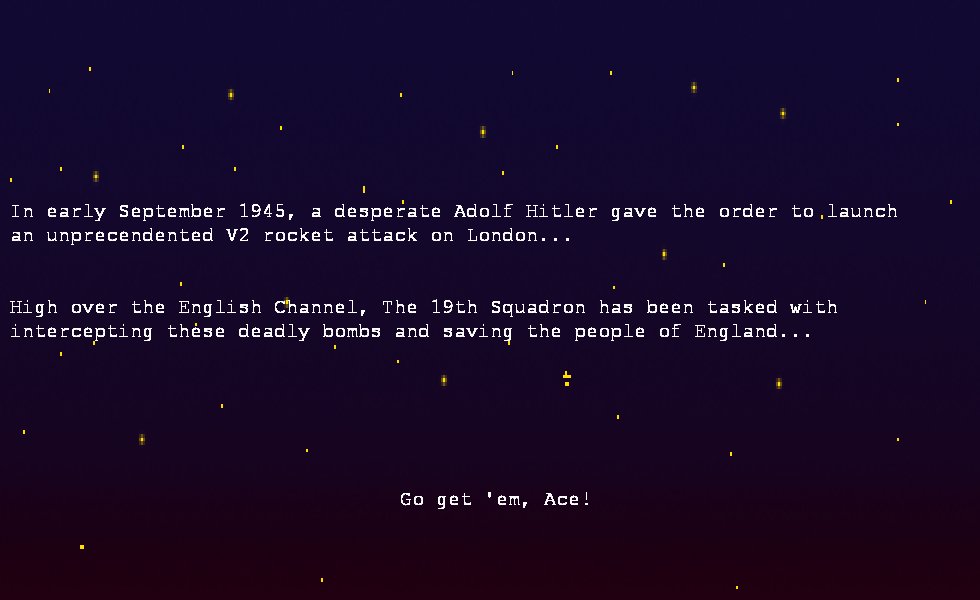 In early September 1945, a desperate Adolf Hitler gave the order to launch
an unprecendented V2 rocket attack on London...
High over the English Channel, The 19th Squadron has been tasked with
intercepting these deadly bombs and saving the people of England...
Go get 'em, Ace!